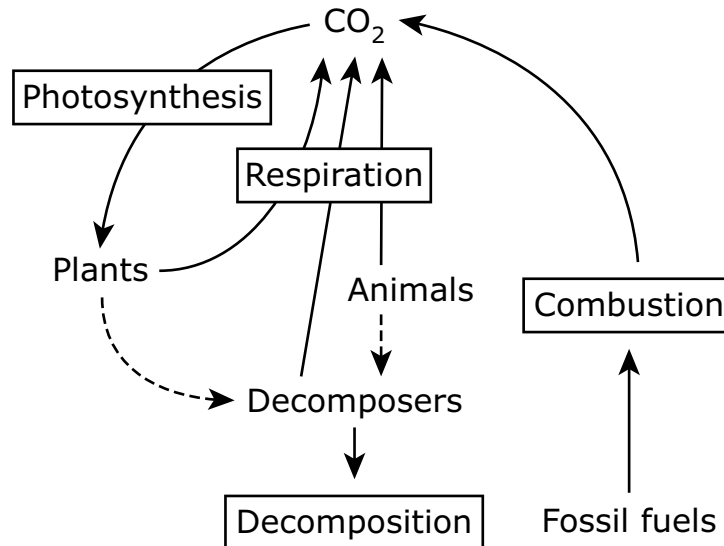 CO₂
Photosynthesis
Respiration
Plants
Animals
Combustion
Decomposers
Decomposition
Fossil fuels